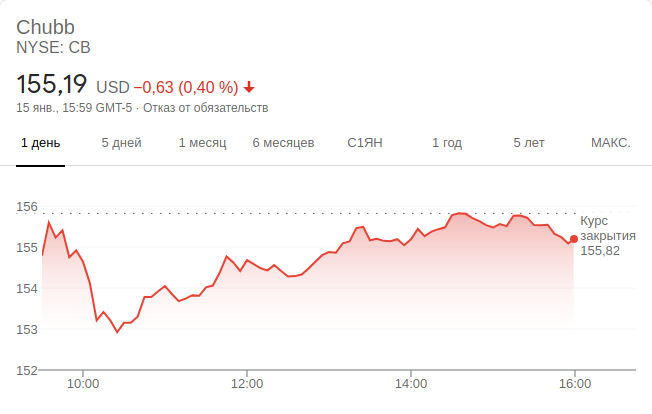 Chubb
NYSE: CB
155,19 USD −0,63 (0,40 %)
15 янв., 15:59 GMT-5 · Отказ от обязательств
1 день 5 дней 1 месяц 6 месяцев С1ЯН 1 год 5 лет МАКС.
156
155
154
153
152
Курс
закрытия
155,82
10:00 12:00 14:00 16:00